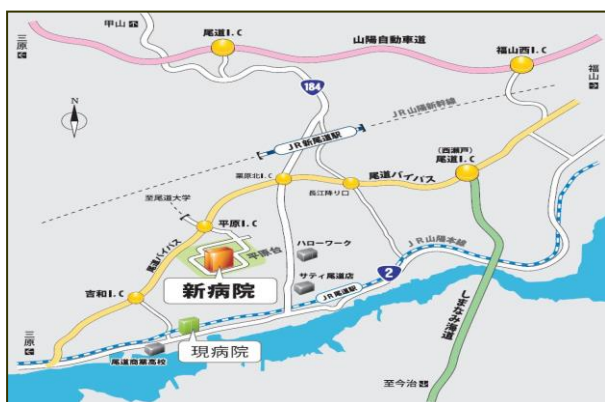 甲山
尾道I.C
山陽自動車道
福山西I.C
三原
福山
184
JR山陽新幹線
JR新尾道駅
(西瀬戸)
尾道I.C
栗原北I.C
尾道バイパス
長江降り口
至尾道大学
平原I.C
平原台
ハローワーク
JR山陽本線
尾道バイパス
新病院
サティ尾道店
2
吉和I.C
JR尾道駅
しまなみ海道
三原
現病院
尾道商業高校
至今治